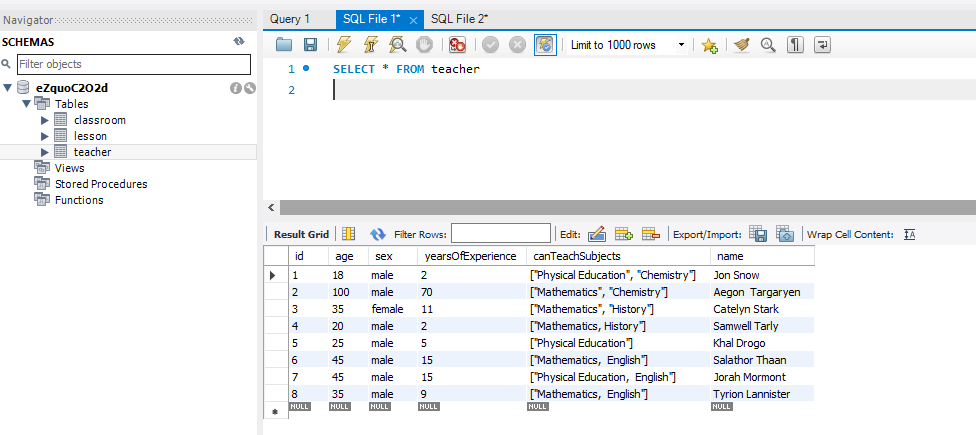 Navigator
Query 1 SQL File 1* × SQL File 2*
SCHEMAS
Filter objects
Limit to 1000 rows
eZquoC2O2d
Tables
classroom
lesson
teacher
Views
Stored Procedures
Functions
1 SELECT * FROM teacher
2
Result Grid Filter Rows: Edit: Export/Import: Wrap Cell Content:
id age sex yearsOfExperience canTeachSubjects name
1 18 male 2 ["Physical Education", "Chemistry"] Jon Snow
2 100 male 70 ["Mathematics", "Chemistry"] Aegon  Targaryen
3 35 female 11 ["Mathematics", "History"] Catelyn Stark
4 20 male 2 ["Mathematics, History"] Samwell Tarly
5 25 male 5 ["Physical Education"] Khal Drogo
6 45 male 15 ["Mathematics,  English"] Salathor Thaan
7 45 male 15 ["Physical Education,  English"] Jorah Mormont
8 35 male 9 ["Mathematics,  English"] Tyrion Lannister
NULL NULL NULL NULL NULL NULL